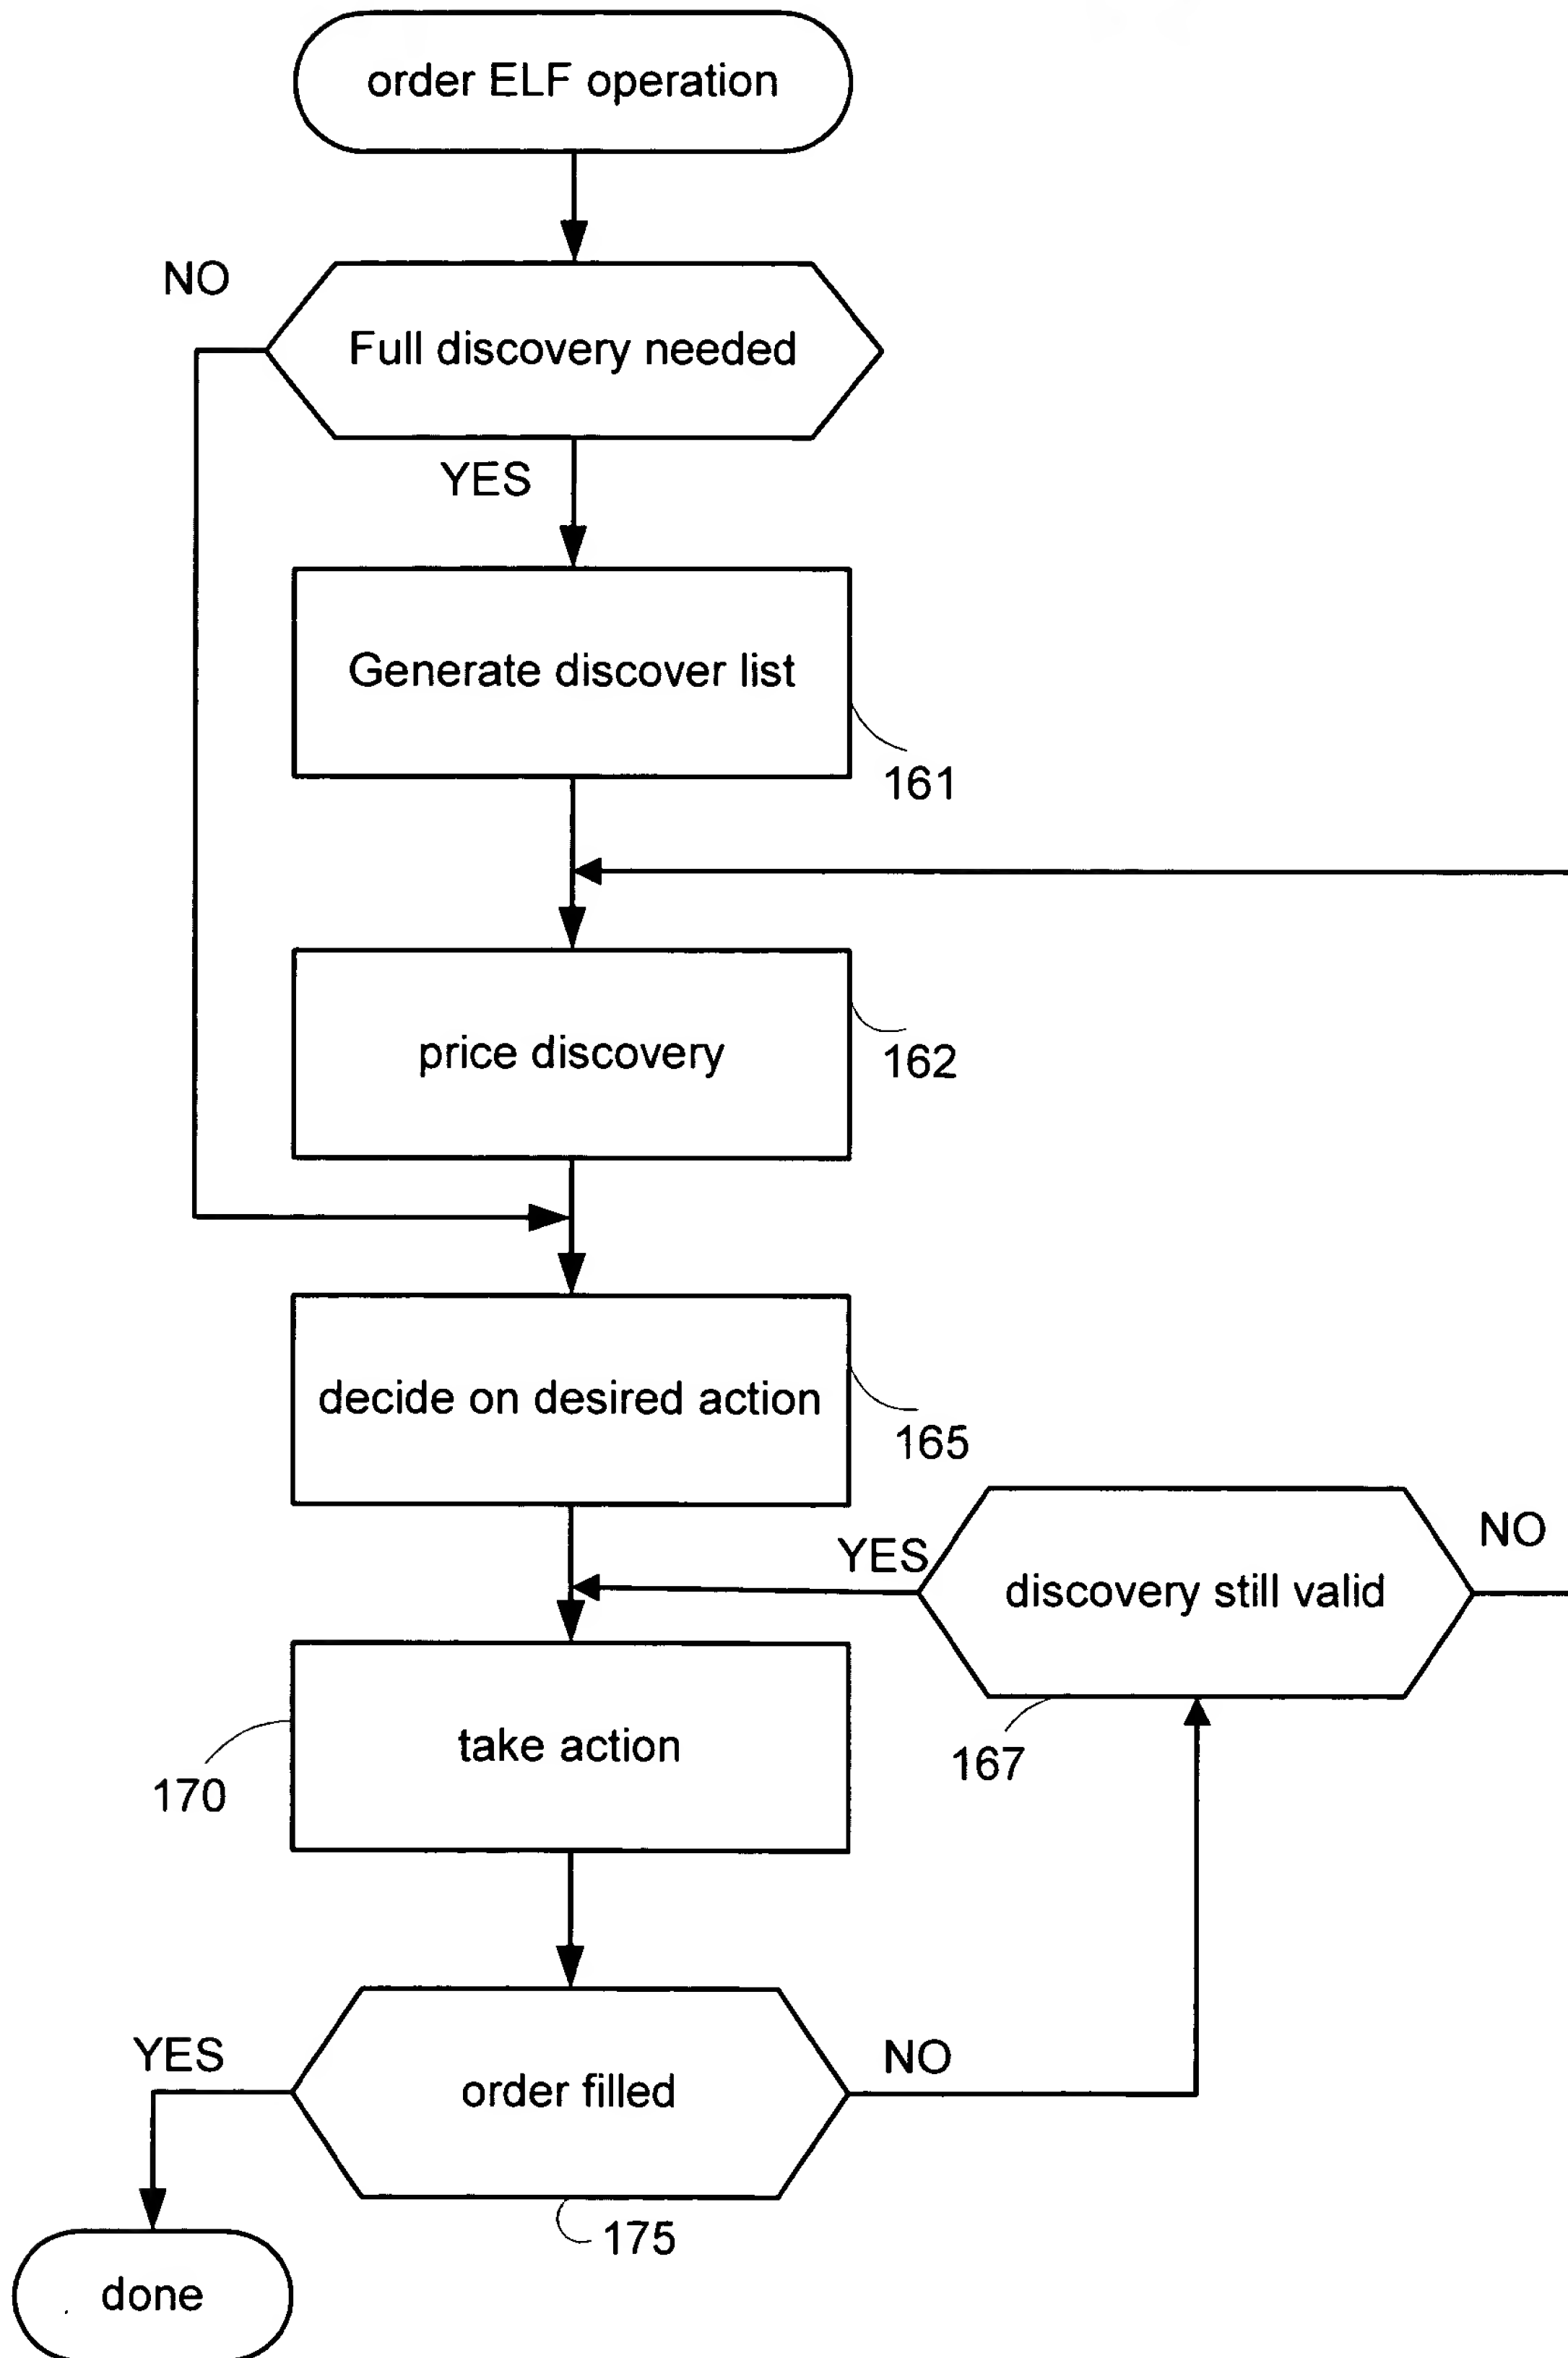 order ELF operation
NO
Full discovery needed
YES
Generate discover list
161
price discovery
162
decide on desired action
165
YES
discovery still valid
NO
take action
170
167
YES
order filled
NO
175
done